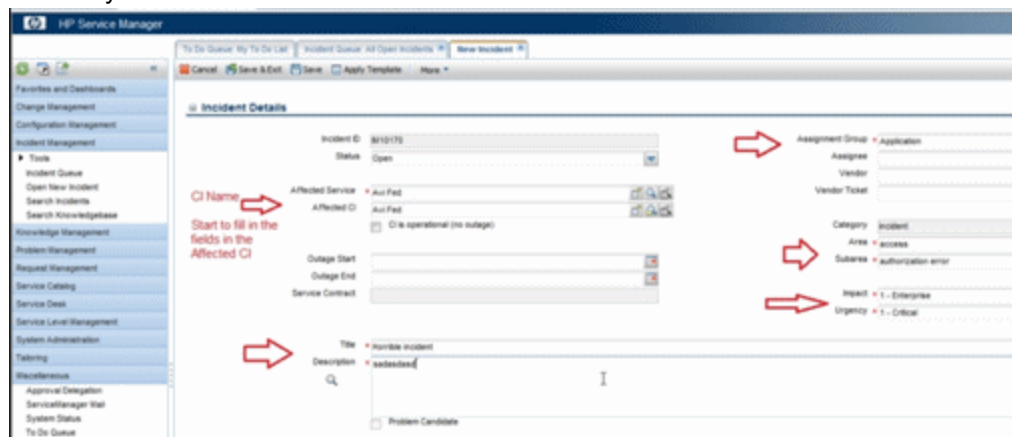 HP Service Manager
To Do Queue: My To Do List
Incident Queue: All Open Incidents
New Incident
Cancel
Save & Exit
Save
Apply Template
More
Favorites and Dashboards
Change Management
Configuration Management
Incident Management
Tools
Incident Queue
Open New Incident
Search Incidents
Search Knowledgebase
Knowledge Management
Problem Management
Request Management
Service Catalog
Service Desk
Service Level Management
System Administration
Tailoring
Miscellaneous
Approval Delegation
ServiceManager Mail
System Status
To Do Queue
Incident Details
Incident ID IM10170
Status Open
Affected Service * Avi Fed
Affected CI Avi Fed
CI is operational (no outage)
CI Name
Start to fill in the
fields in the
Affected CI
Outage Start
Outage End
Service Contract
Assignment Group * Application
Assignee
Vendor
Vendor Ticket
Category incident
Area * access
Subarea * authorization error
Impact * 1 - Enterprise
Urgency * 1 - Critical
Title * Horrible incident
Description * sadasdasd
Problem Candidate